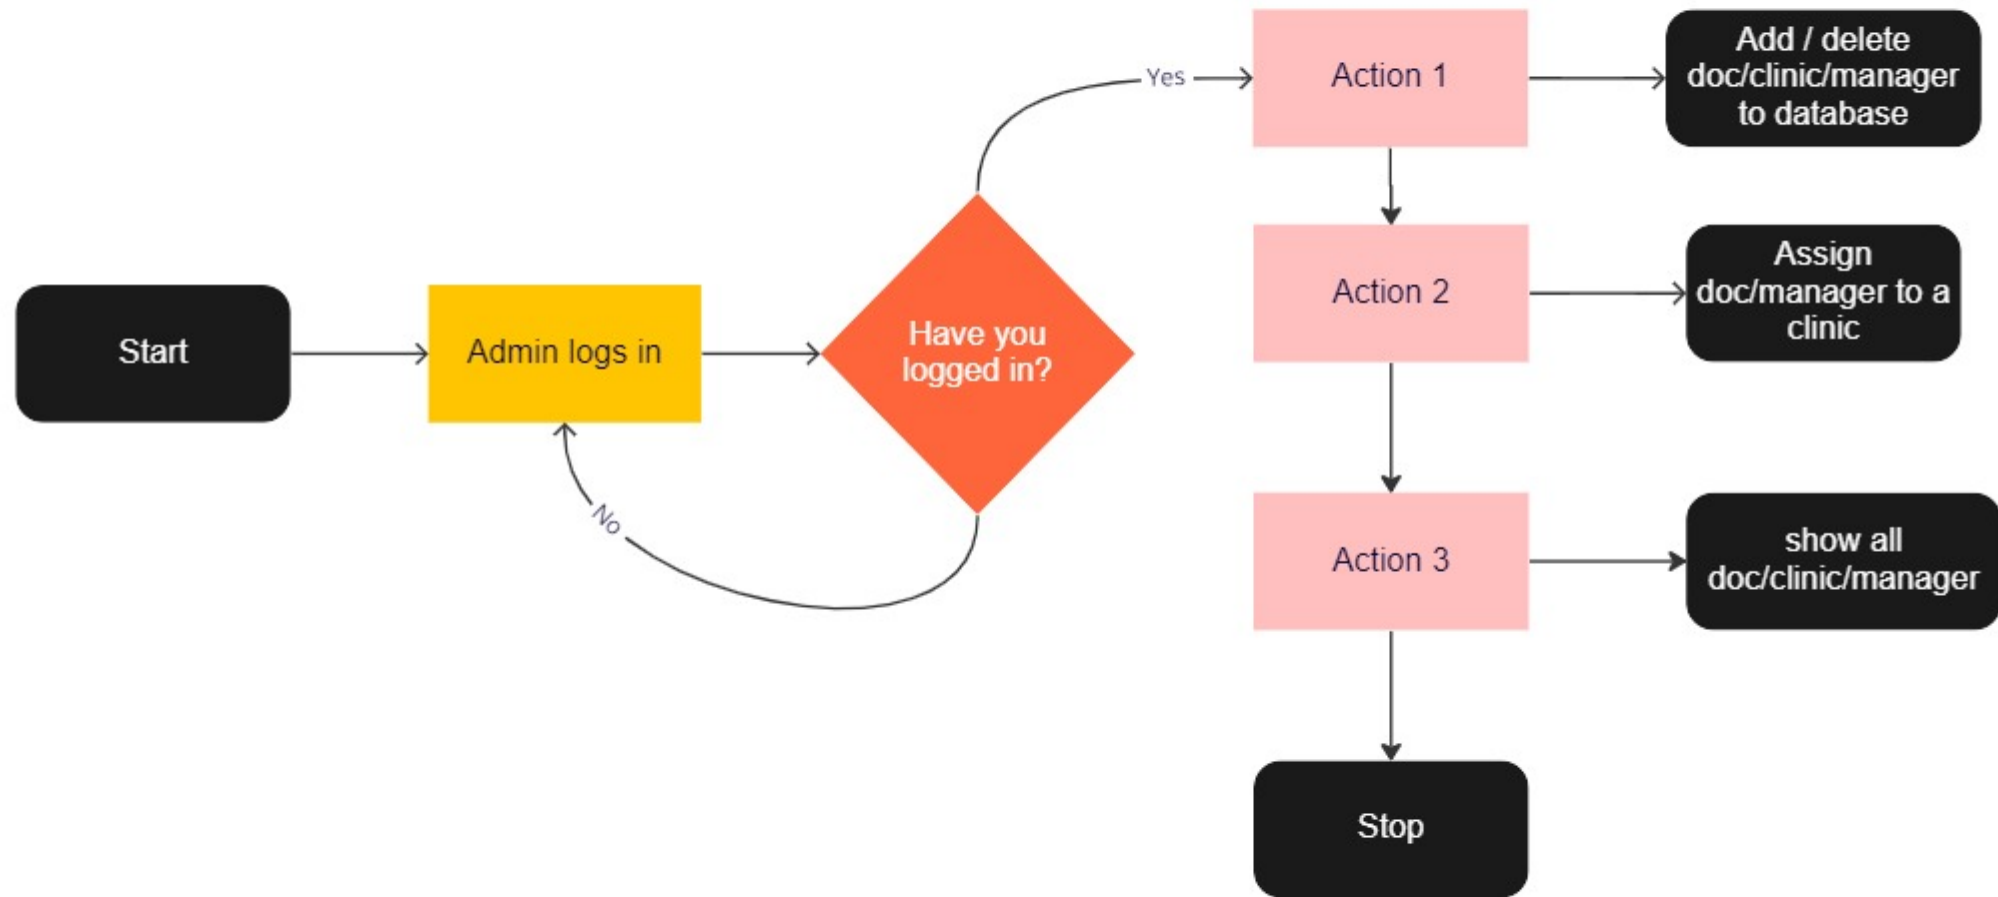 Start
Admin logs in
Have you
logged in?
No
Yes
Action 1
Add / delete
doc/clinic/manager
to database
Action 2
Assign
doc/manager to a
clinic
Action 3
show all
doc/clinic/manager
Stop